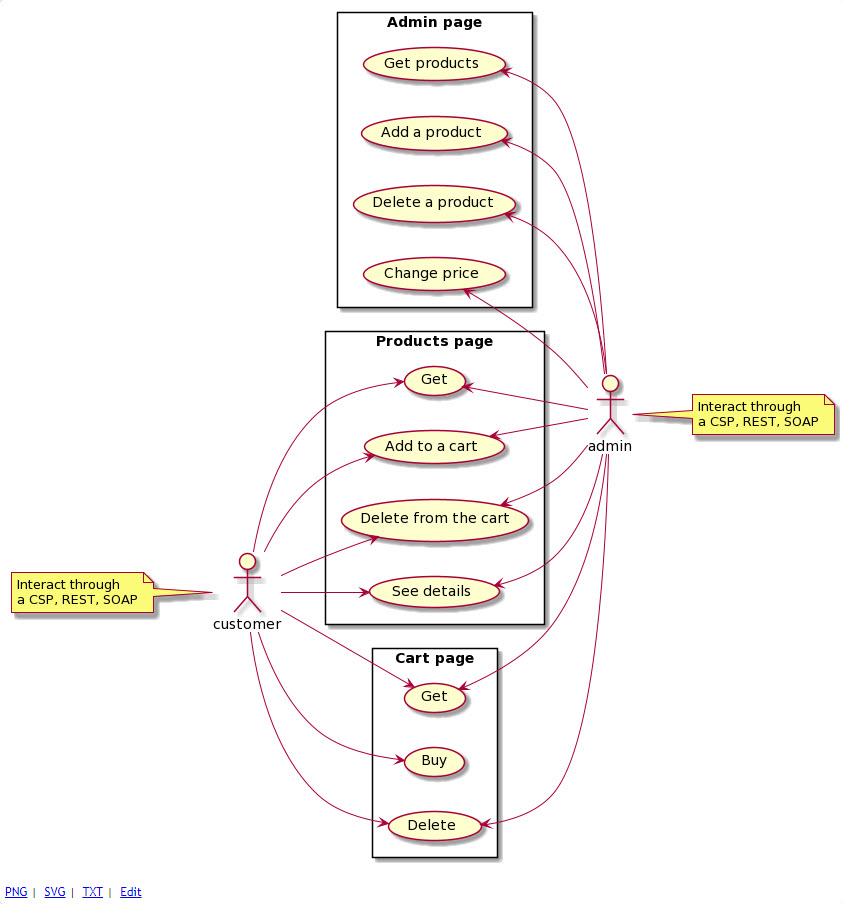 Admin page
Get products
Add a product
Delete a product
Change price
Products page
Get
Add to a cart
Delete from the cart
See details
admin
Interact through
a CSP, REST, SOAP
Interact through
a CSP, REST, SOAP
customer
Cart page
Get
Buy
Delete
PNG | SVG | TXT | Edit